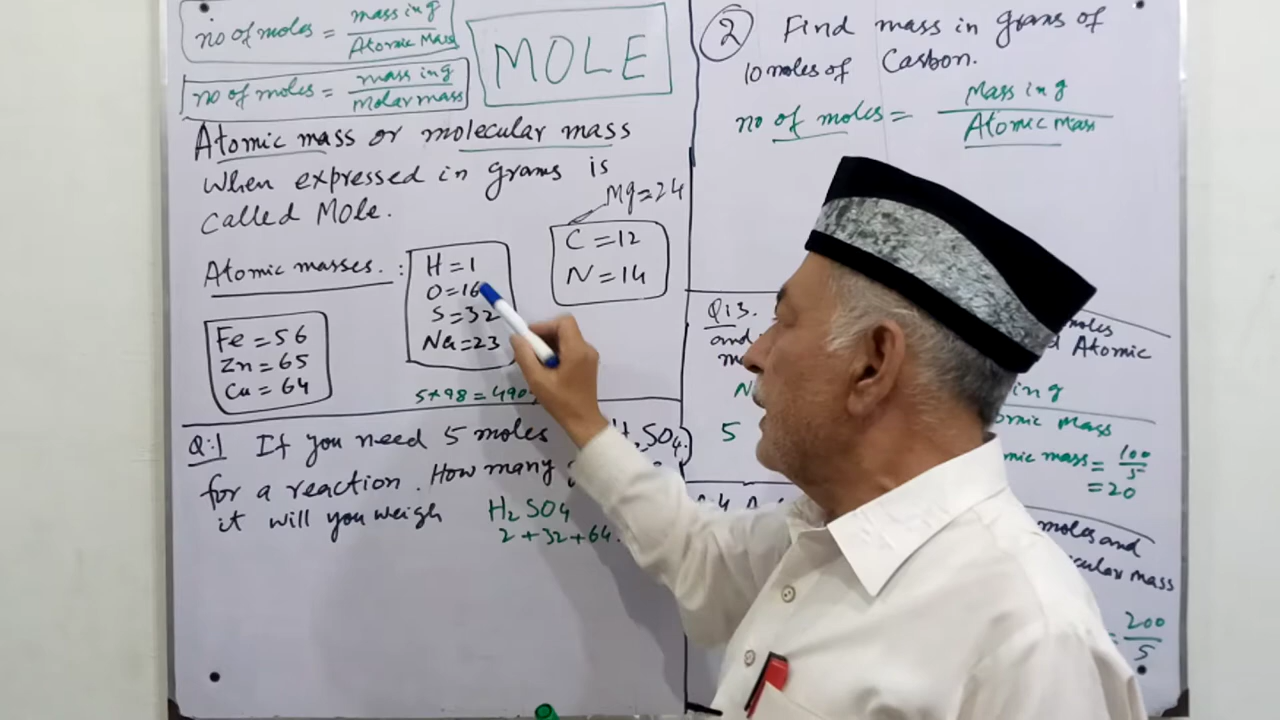 no of moles = mass in g / Atomic Mass
no of moles = mass in g / Molar mass
MOLE
Atomic mass or molecular mass
when expressed in grams is
called Mole.
Mg=24
C = 12
N = 14
Atomic masses. :
H = 1
O = 16
S = 32
Na = 23
Fe = 56
Zn = 65
Cu = 64
5×98 = 490
Q:1 If you need 5 moles H2SO4.
for a reaction. How many
it will you weigh
H2 SO4
2 + 32 + 64.
2 Find mass in grams of
10 moles of Carbon.
no of moles = Mass in g / Atomic Mass
Q13. moles
and Atomic
N in g
5 Mass
mic mass = 100/5
= 20
moles and
cular mass
= 200/5